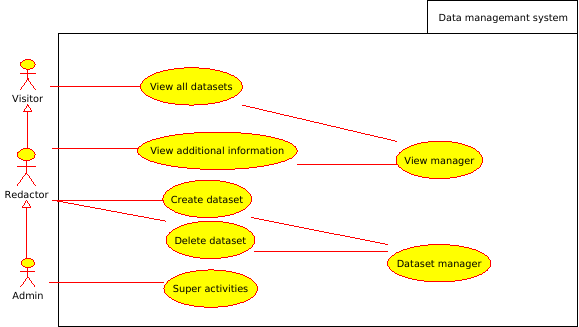 Data managemant system
Visitor
View all datasets
View additional information
View manager
Redactor
Create dataset
Delete dataset
Dataset manager
Admin
Super activities